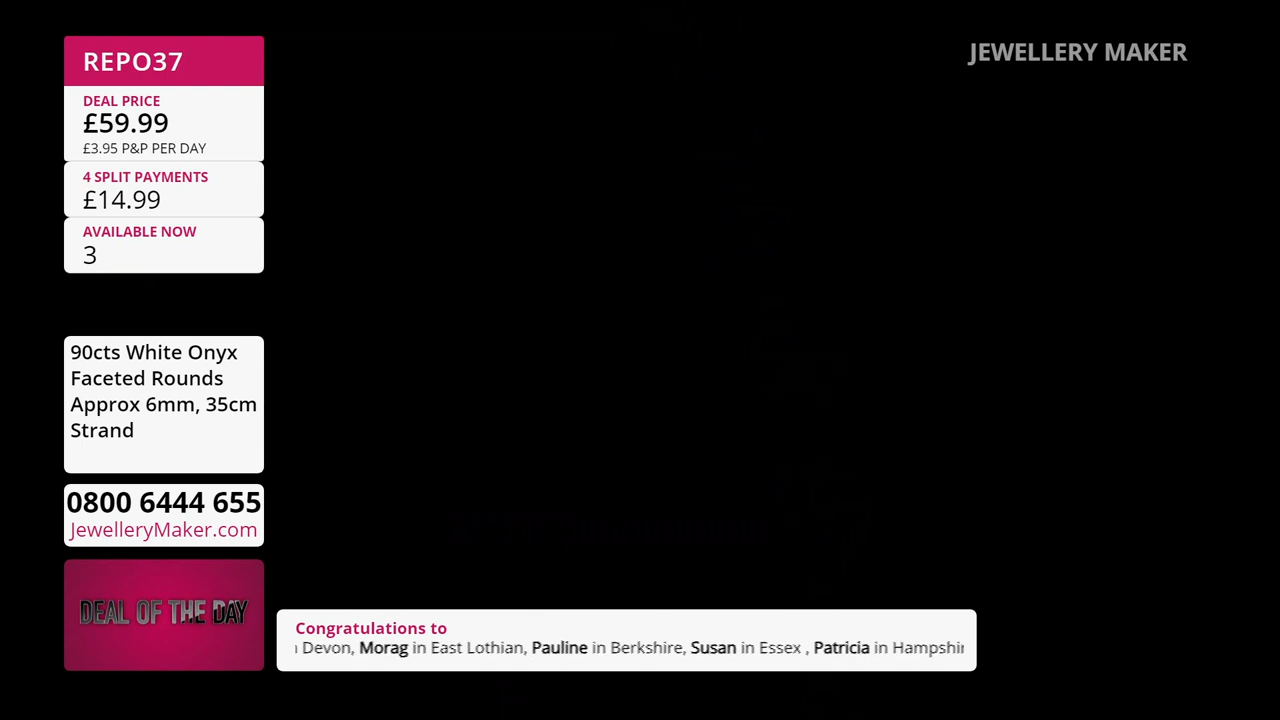 REPO37
DEAL PRICE
£59.99
£3.95 P&P PER DAY
4 SPLIT PAYMENTS
£14.99
AVAILABLE NOW
3
90cts White Onyx
Faceted Rounds
Approx 6mm, 35cm
Strand
0800 6444 655
JewelleryMaker.com
DEAL OF THE DAY
Congratulations to
Devon, Morag in East Lothian, Pauline in Berkshire, Susan in Essex , Patricia in
JEWELLERY MAKER